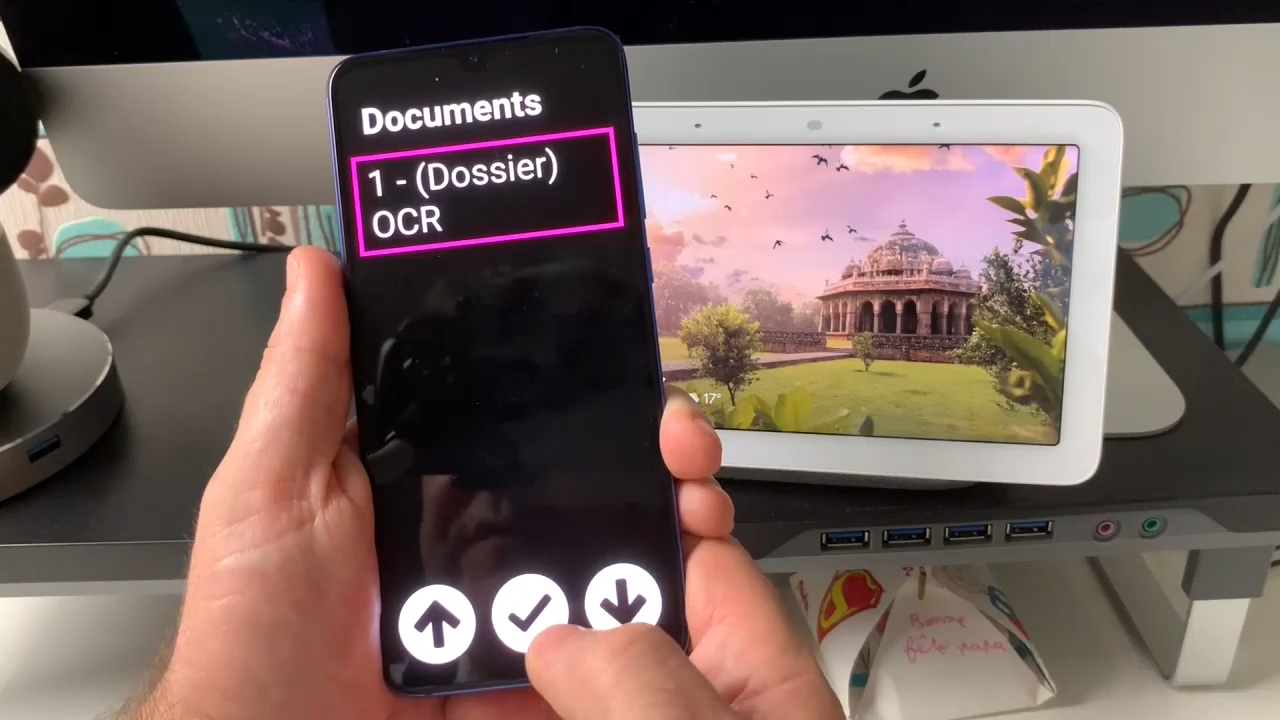 Documents
1 - (Dossier)
OCR
17°
Bonne
fête papa